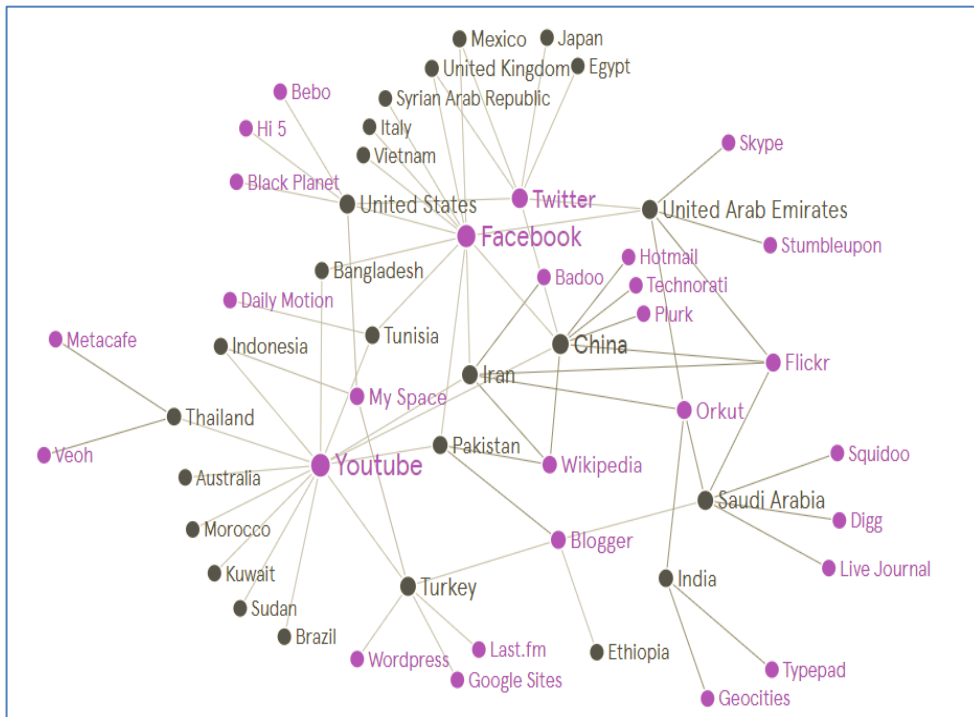 Mexico
Japan
United Kingdom
Egypt
Bebo
Syrian Arab Republic
Hi 5
Italy
Skype
Vietnam
Black Planet
United States
Twitter
United Arab Emirates
Facebook
Stumbleupon
Hotmail
Bangladesh
Badoo
Technorati
Daily Motion
Plurk
Metacafe
Indonesia
Tunisia
China
Flickr
Iran
My Space
Orkut
Thailand
Pakistan
Veoh
Youtube
Wikipedia
Squidoo
Australia
Saudi Arabia
Digg
Morocco
Blogger
Live Journal
Kuwait
Turkey
India
Sudan
Brazil
Last.fm
Ethiopia
Wordpress
Typepad
Google Sites
Geocities